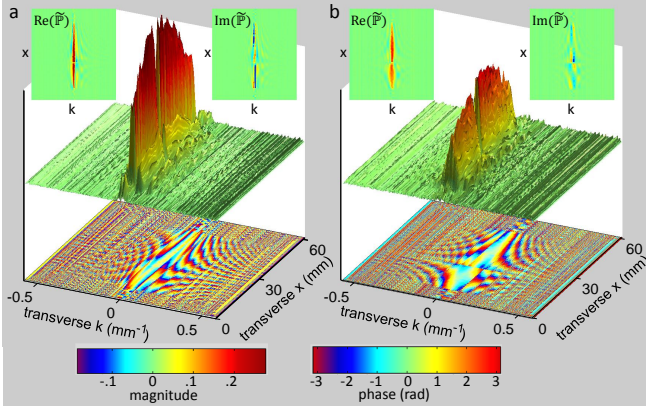 a
b
Re(ℙ̃)
Im(ℙ̃)
Re(ℙ̃)
Im(ℙ̃)
x
x
x
x
k
k
k
k
-0.5
0
0.5
transverse k (mm⁻¹)
0
30
60
transverse x (mm)
-0.5
0
0.5
transverse k (mm⁻¹)
0
30
60
transverse x (mm)
-.1
0
.1
.2
magnitude
-3
-2
-1
0
1
2
3
phase (rad)